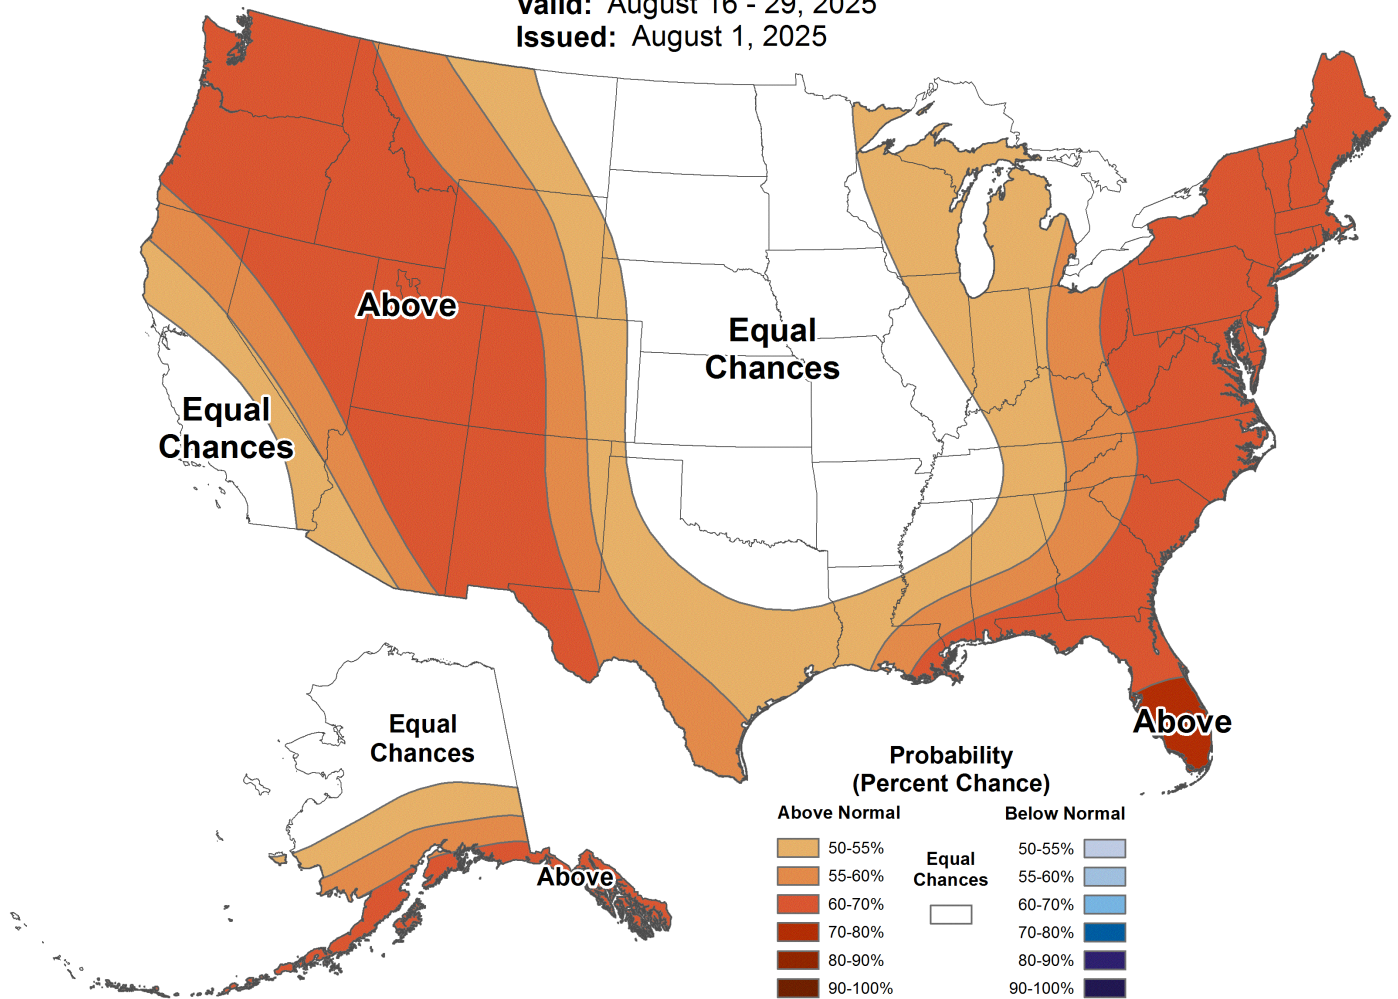 Valid: August 16 - 29, 2025
Issued: August 1, 2025
Above
Equal
Chances
Equal
Chances
Above
Equal
Chances
Above
Probability
(Percent Chance)
Above Normal
Below Normal
50-55%
55-60%
60-70%
70-80%
80-90%
90-100%
Equal
Chances
50-55%
55-60%
60-70%
70-80%
80-90%
90-100%